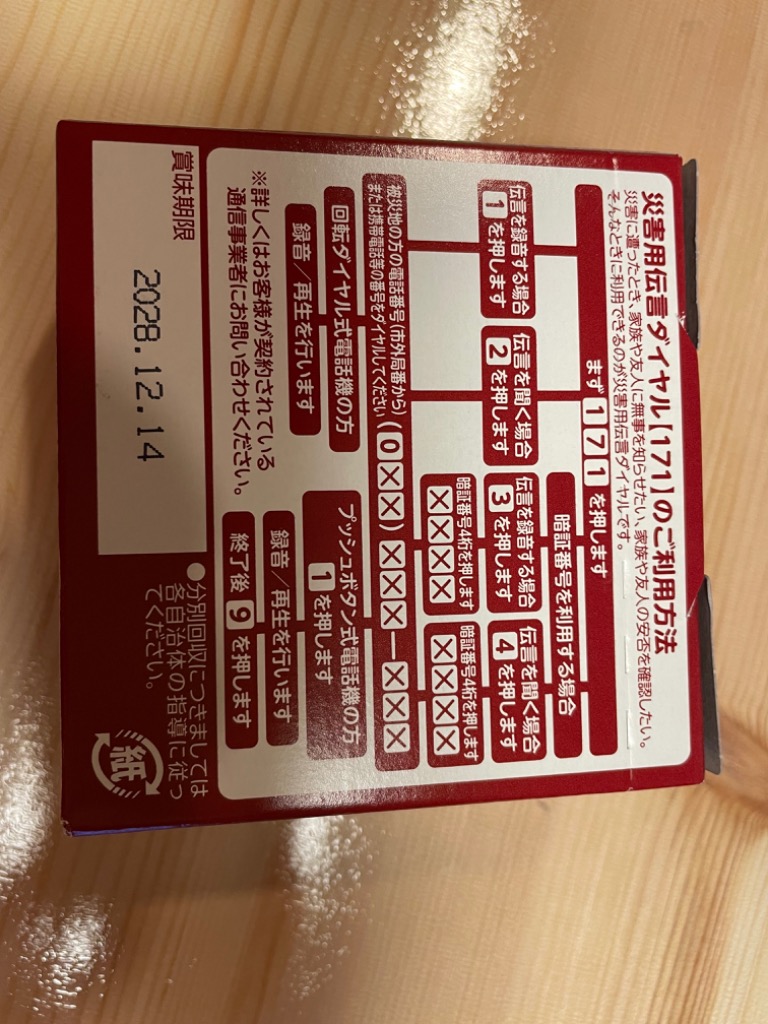 災害用伝言ダイヤル【171】のご利用方法
災害に遭ったとき、家族や友人に無事を知らせたい、家族や友人の安否を確認したい。
そんなときに利用できるのが災害用伝言ダイヤルです。
まず 1 7 1 を押します
暗証番号を利用する場合
伝言を録音する場合
1 を押します
伝言を聞く場合
2 を押します
伝言を録音する場合
3 を押します
伝言を聞く場合
4 を押します
暗証番号4桁を押します
XXXX
暗証番号4桁を押します
XXXX
被災地の方の電話番号(市外局番から)
または携帯電話等の番号をダイヤルしてください
(0XX) XXX―XXXX
回転ダイヤル式電話機の方
プッシュボタン式電話機の方
1 を押します
録音/再生を行います
録音/再生を行います
終了後 9 を押します
※詳しくはお客様が契約されている
通信事業者にお問い合わせください。
賞味期限
2028.12.14
●分別回収につきましては
各自治体の指導に従っ
てください。
紙